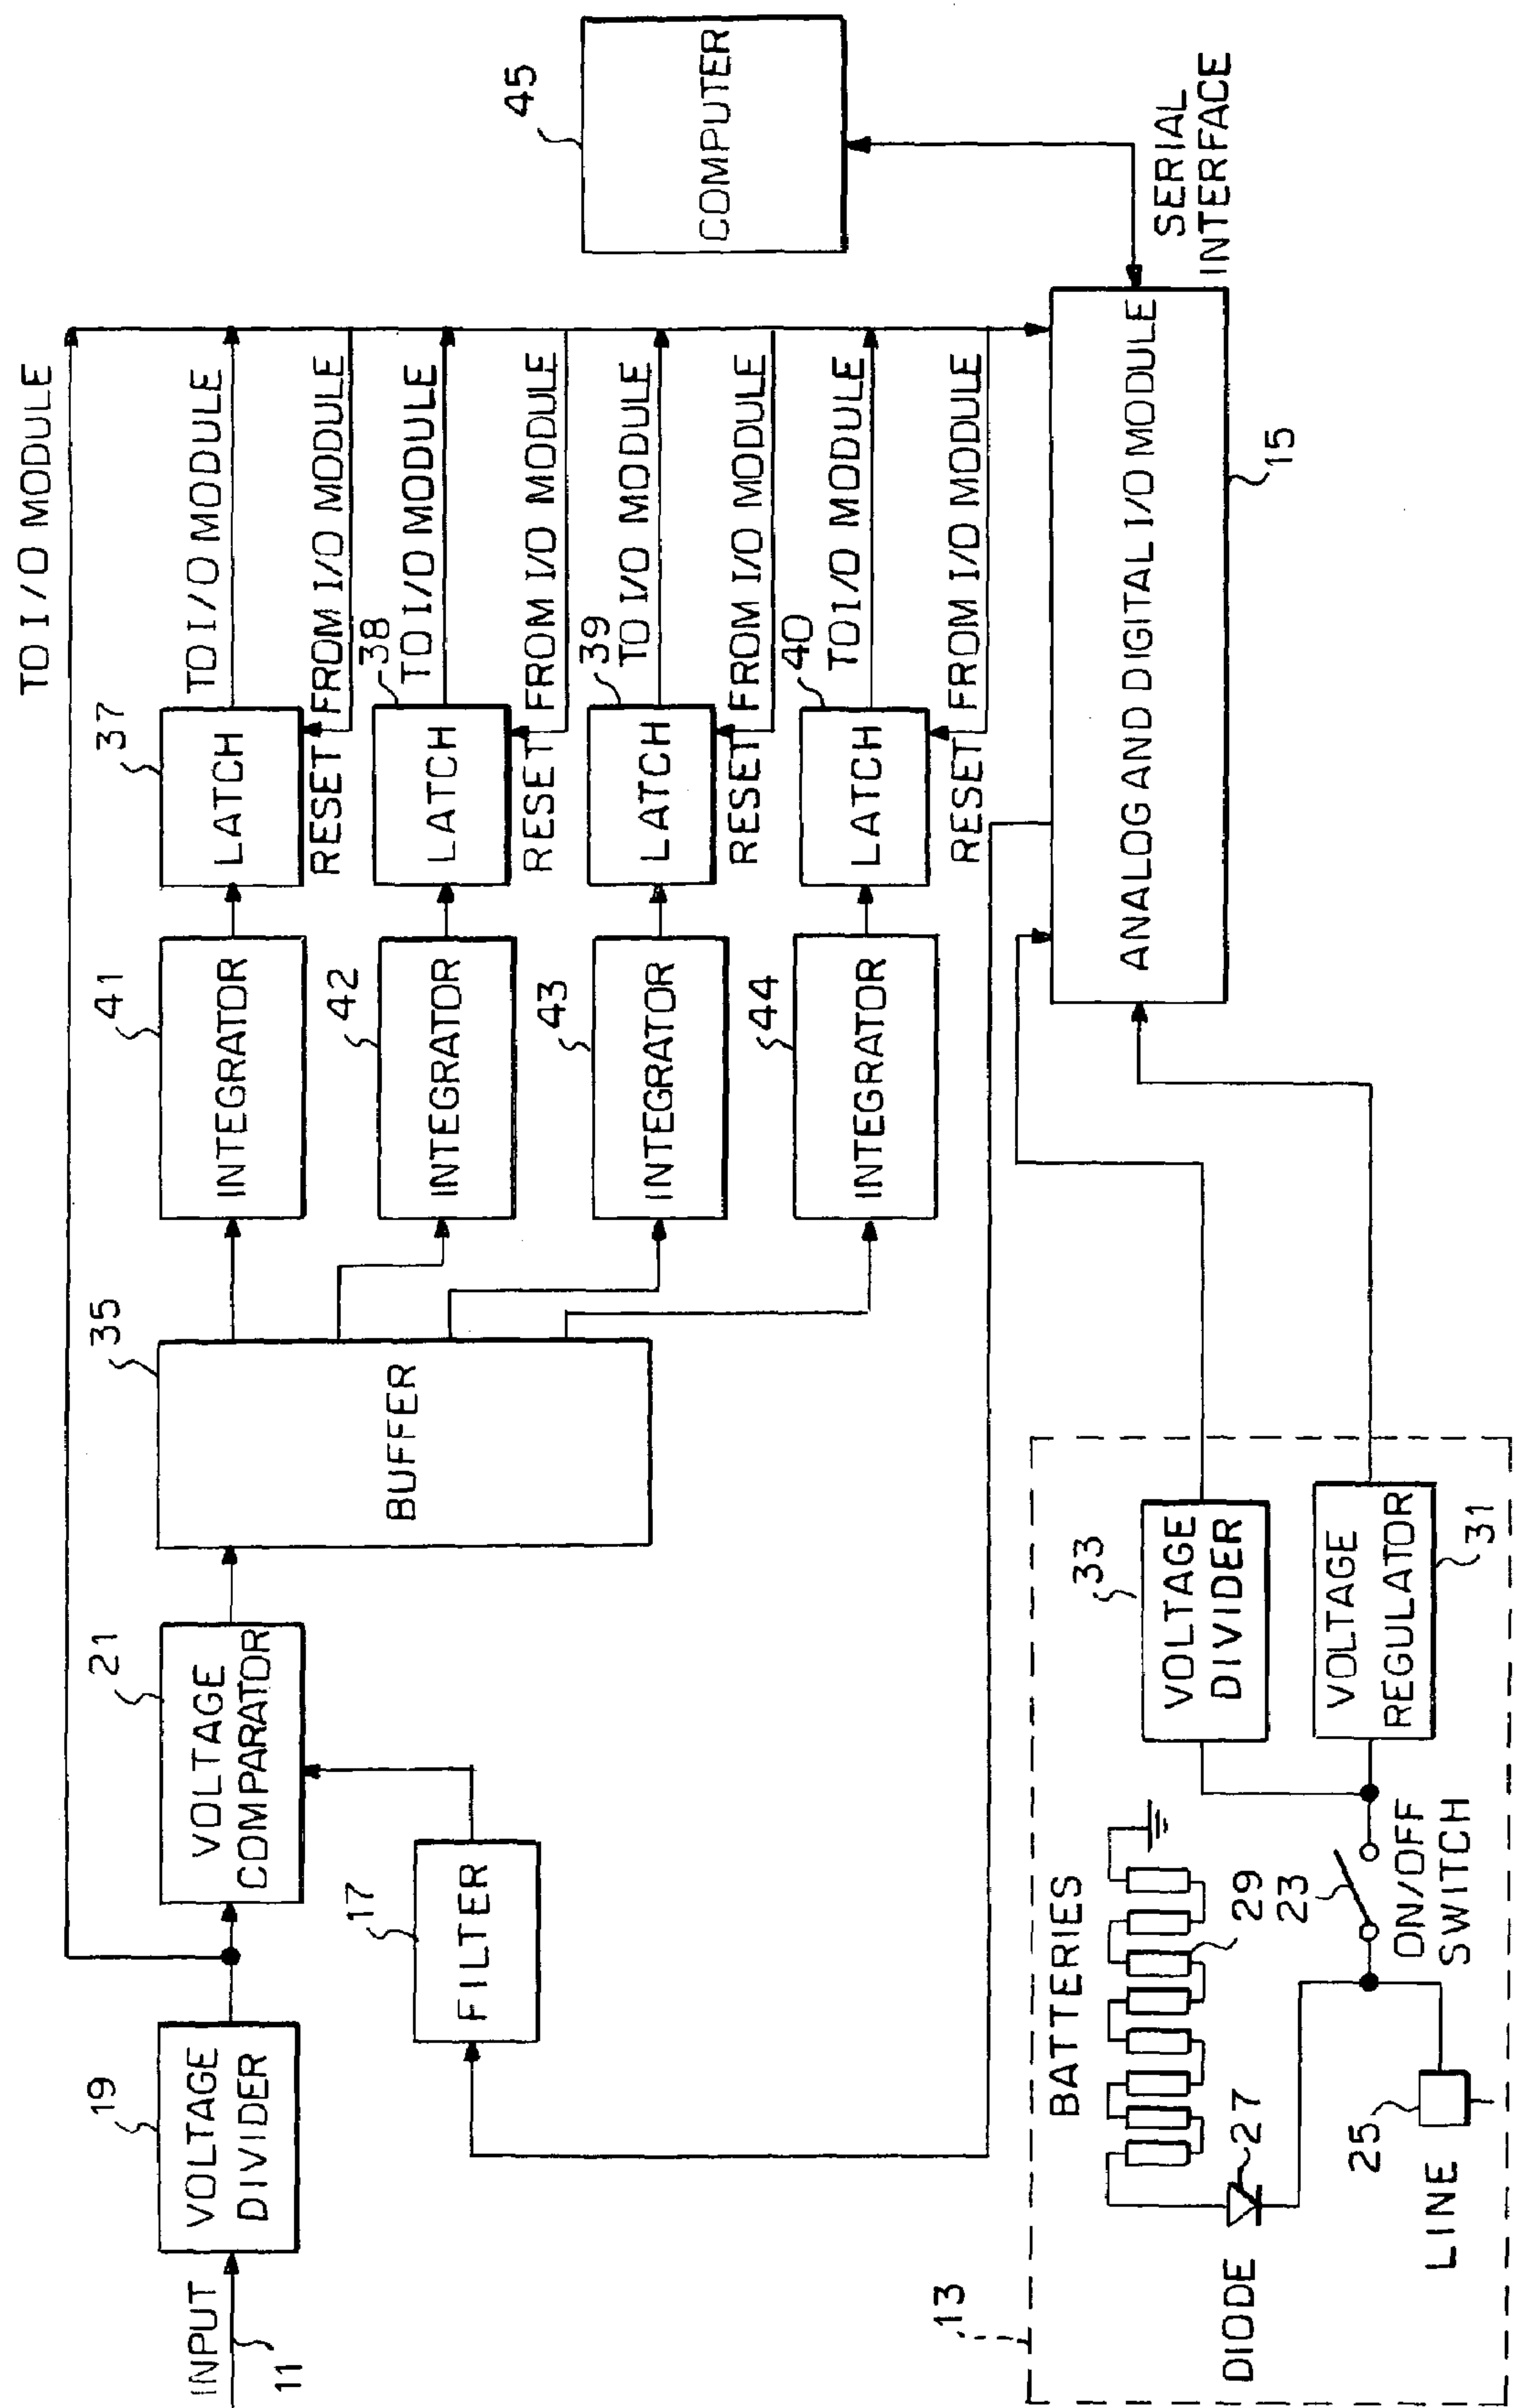 TO I/O MODULE
INPUT
11
19
VOLTAGE
DIVIDER
21
VOLTAGE
COMPARATOR
17
FILTER
35
BUFFER
41
INTEGRATOR
37
LATCH
TO I/O MODULE
RESET
FROM I/O MODULE
42
INTEGRATOR
38
LATCH
TO I/O MODULE
RESET
FROM I/O MODULE
43
INTEGRATOR
39
LATCH
TO I/O MODULE
RESET
FROM I/O MODULE
44
INTEGRATOR
40
LATCH
TO I/O MODULE
RESET
FROM I/O MODULE
45
COMPUTER
SERIAL
INTERFACE
ANALOG AND DIGITAL I/O MODULE
15
13
BATTERIES
29
DIODE
27
LINE
25
23
ON/OFF
SWITCH
33
VOLTAGE
DIVIDER
VOLTAGE
REGULATOR
31